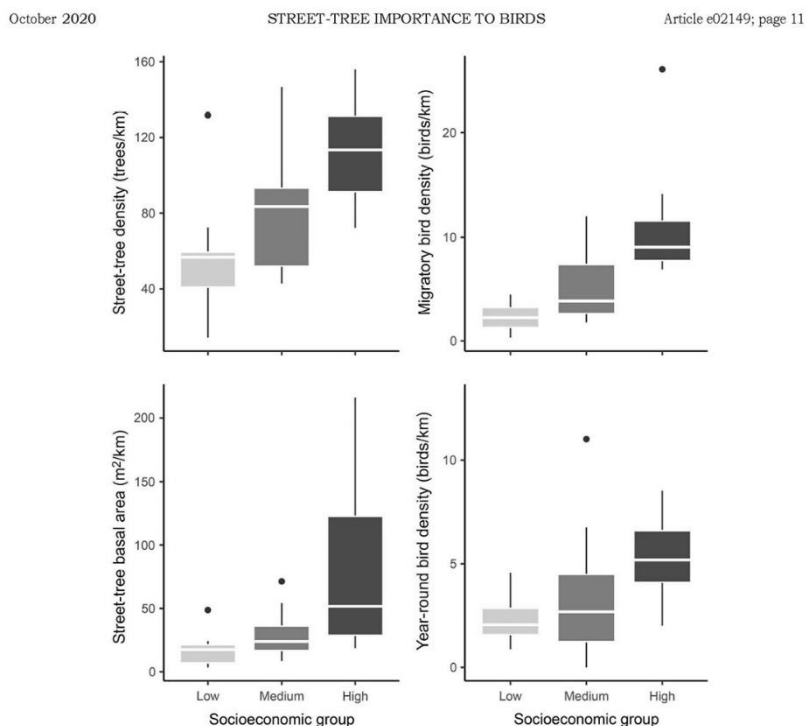 October 2020 STREET-TREE IMPORTANCE TO BIRDS Article e02149; page 11
Street-tree density (trees/km)
160
120
80
40
Migratory bird density (birds/km)
20
10
0
Street-tree basal area (m²/km)
200
150
100
50
0
Low Medium High
Socioeconomic group
Year-round bird density (birds/km)
10
5
0
Low Medium High
Socioeconomic group